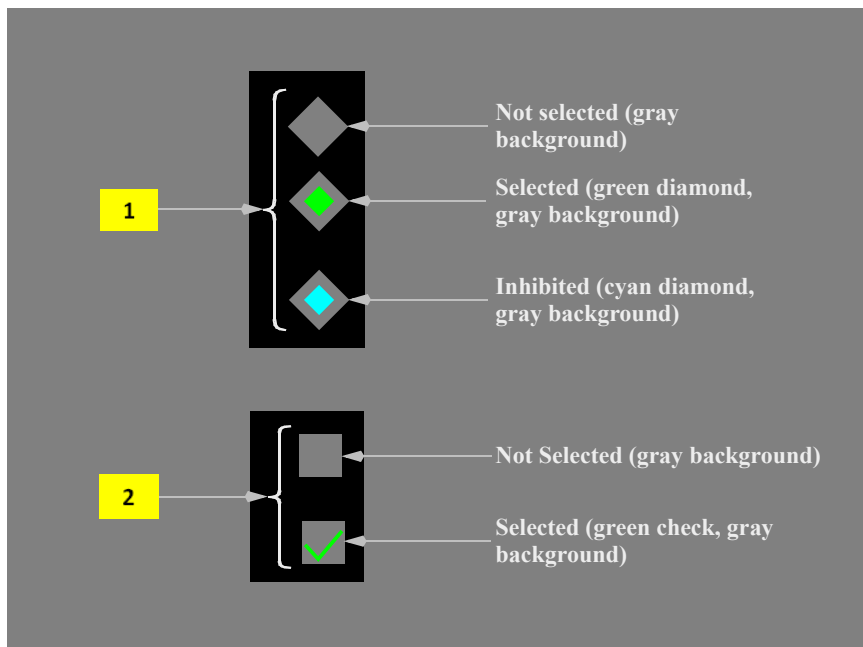 Not selected (gray
background)
Selected (green diamond,
gray background)
1
Inhibited (cyan diamond,
gray background)
Not Selected (gray background)
2
Selected (green check, gray
background)